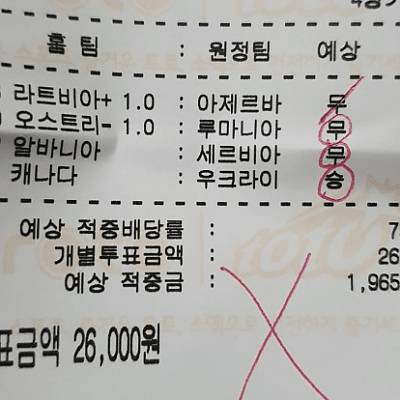 홈 팀 : 원정팀 예상
라트비아+ 1.0 : 아제르바 무
오스트리- 1.0 : 루마니아 무
알바니아 : 세르비아 무
캐나다 : 우크라이 승
예상 적중배당률 : 7
개별투표금액 : 26
예상 적중금 : 1,965
표금액 26,000원